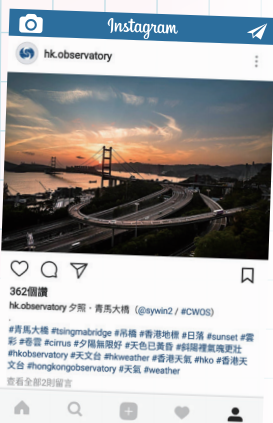 Instagram
hk.observatory
362個讚
hk.observatory 夕照・青馬大橋 (@sywin2 / #CWOS)
.
#青馬大橋 #tsingmabridge #吊橋 #香港地標 #日落 #sunset #雲
彩 #卷雲 #cirrus #夕陽無限好 #天色已黃昏 #斜陽裡氣魄更壯
#hkobservatory #天文台 #hkweather #香港天氣 #hko #香港天
文台 #hongkongobservatory #天氣 #weather
查看全部2則留言